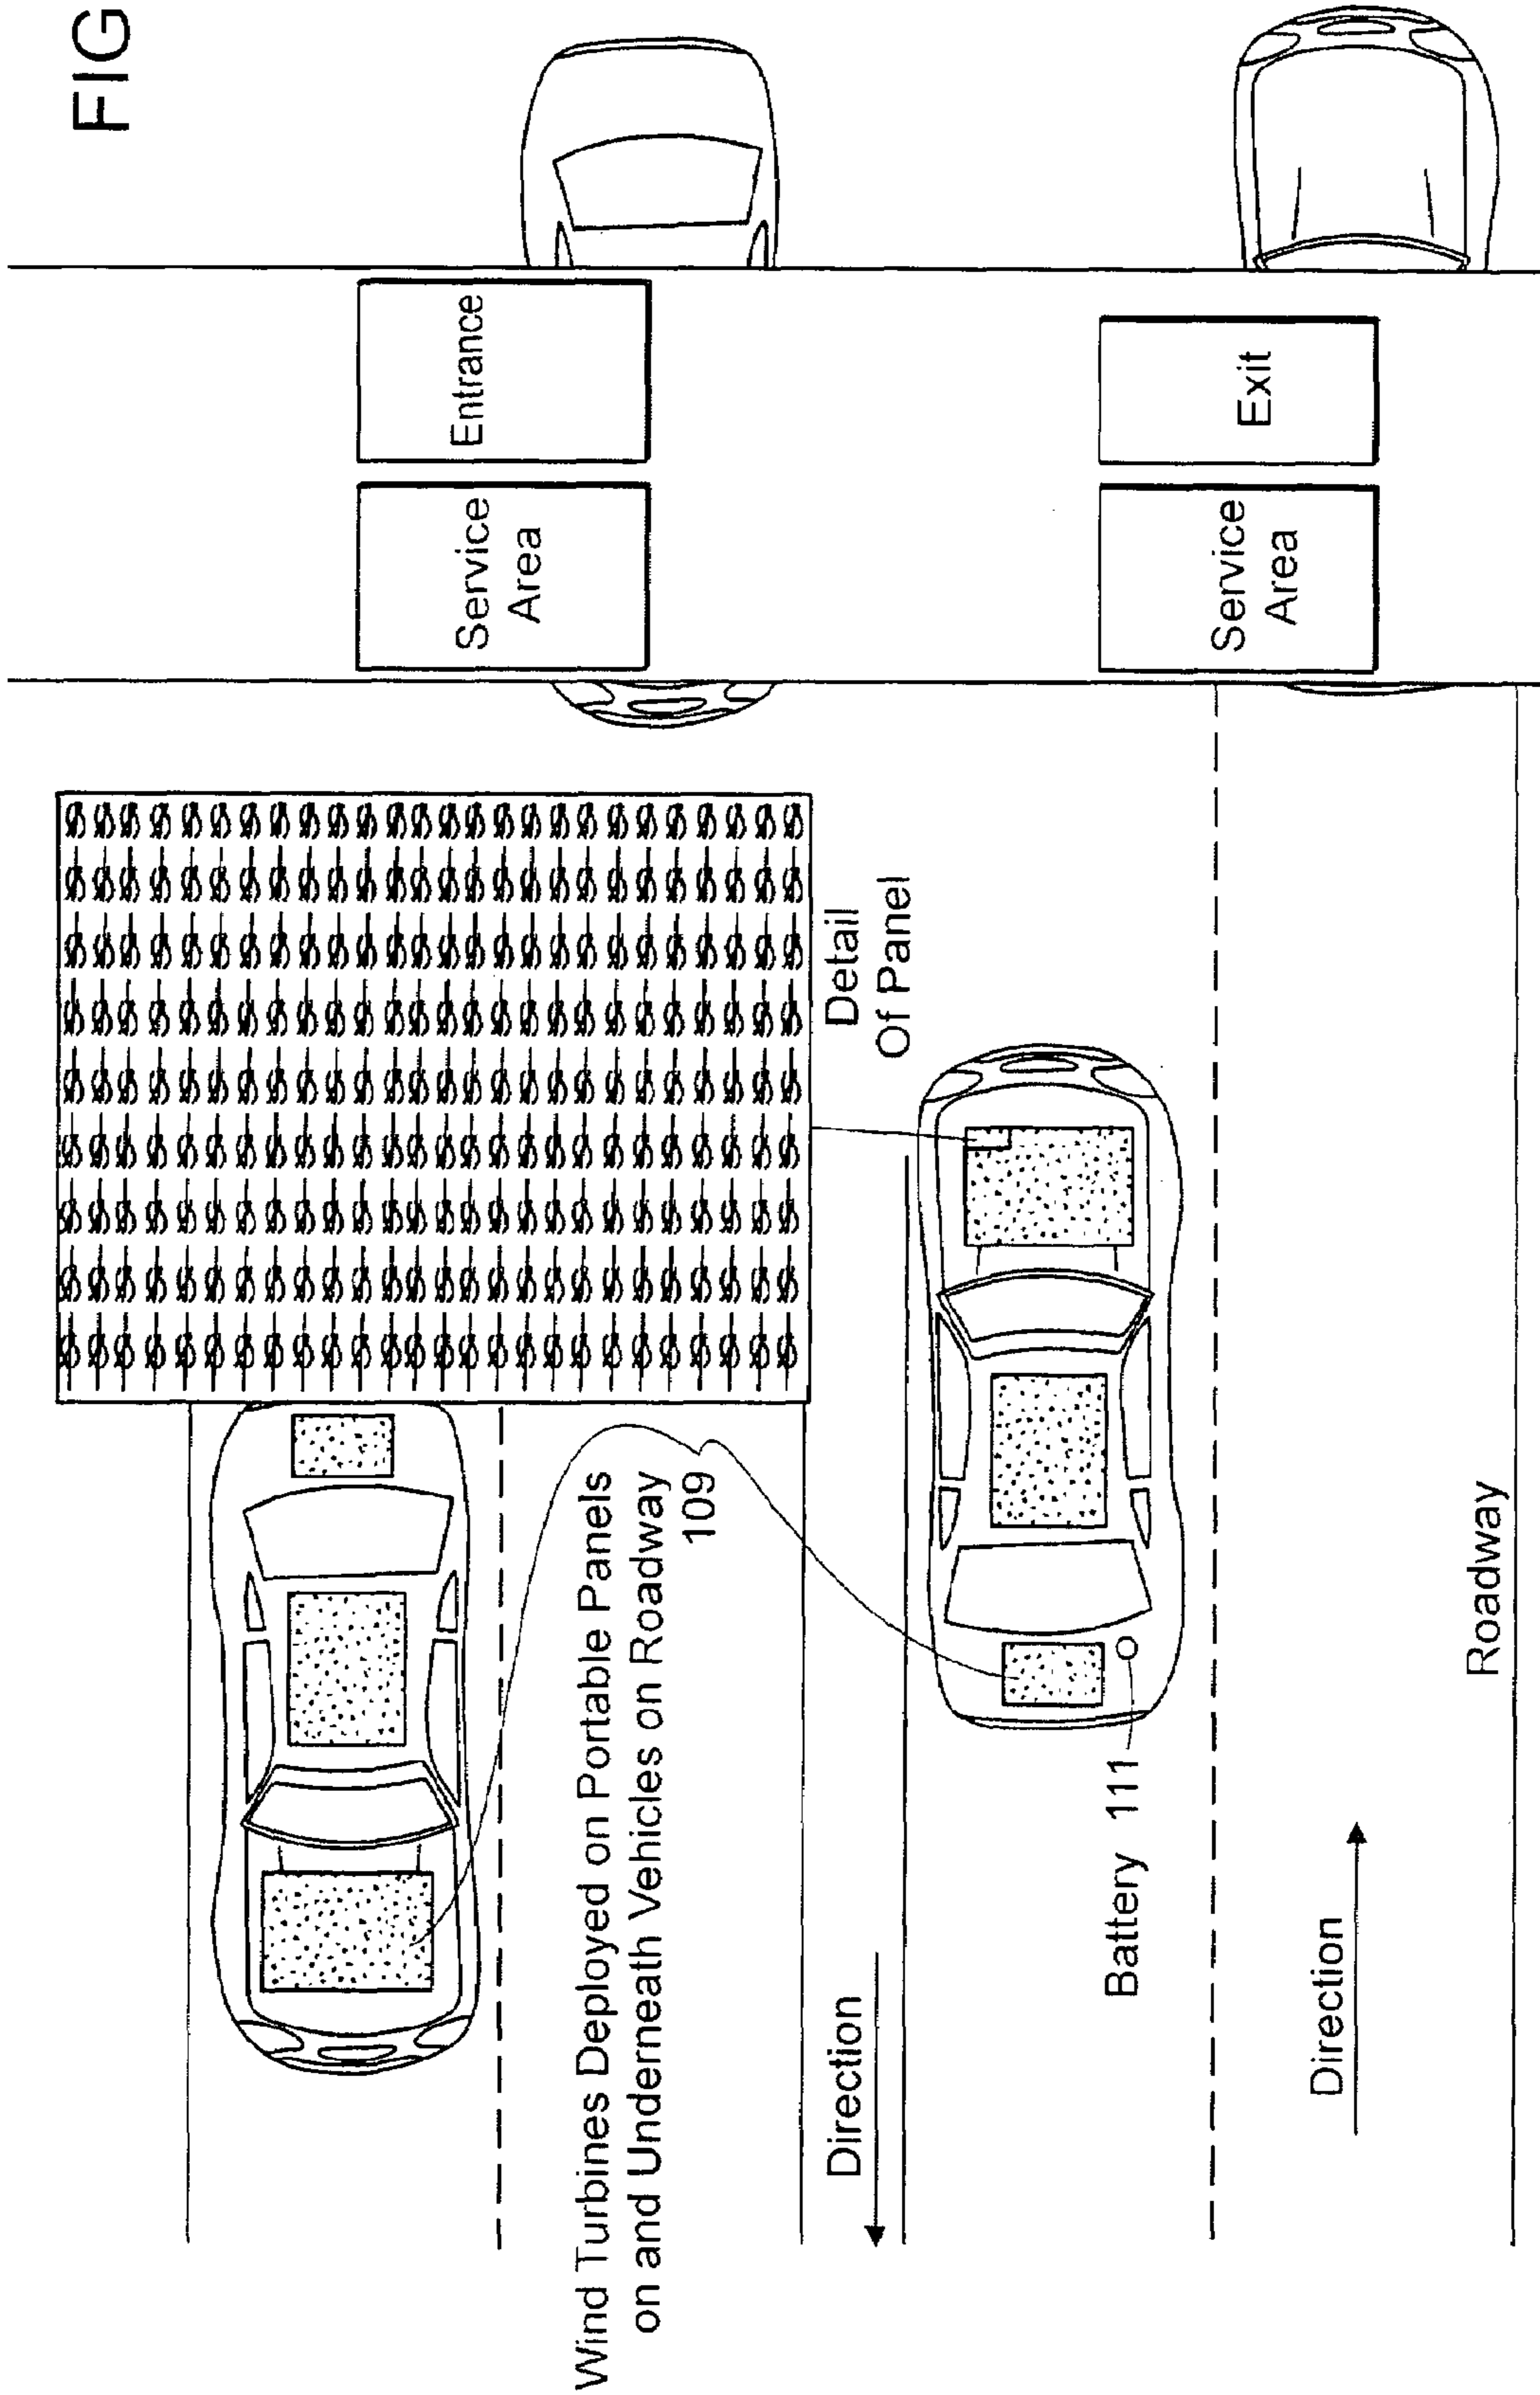 FIG
Service
Area
Entrance
Wind Turbines Deployed on Portable Panels
on and Underneath Vehicles on Roadway
109
Direction
Detail
Of Panel
Battery 111
Service
Area
Exit
Direction
Roadway